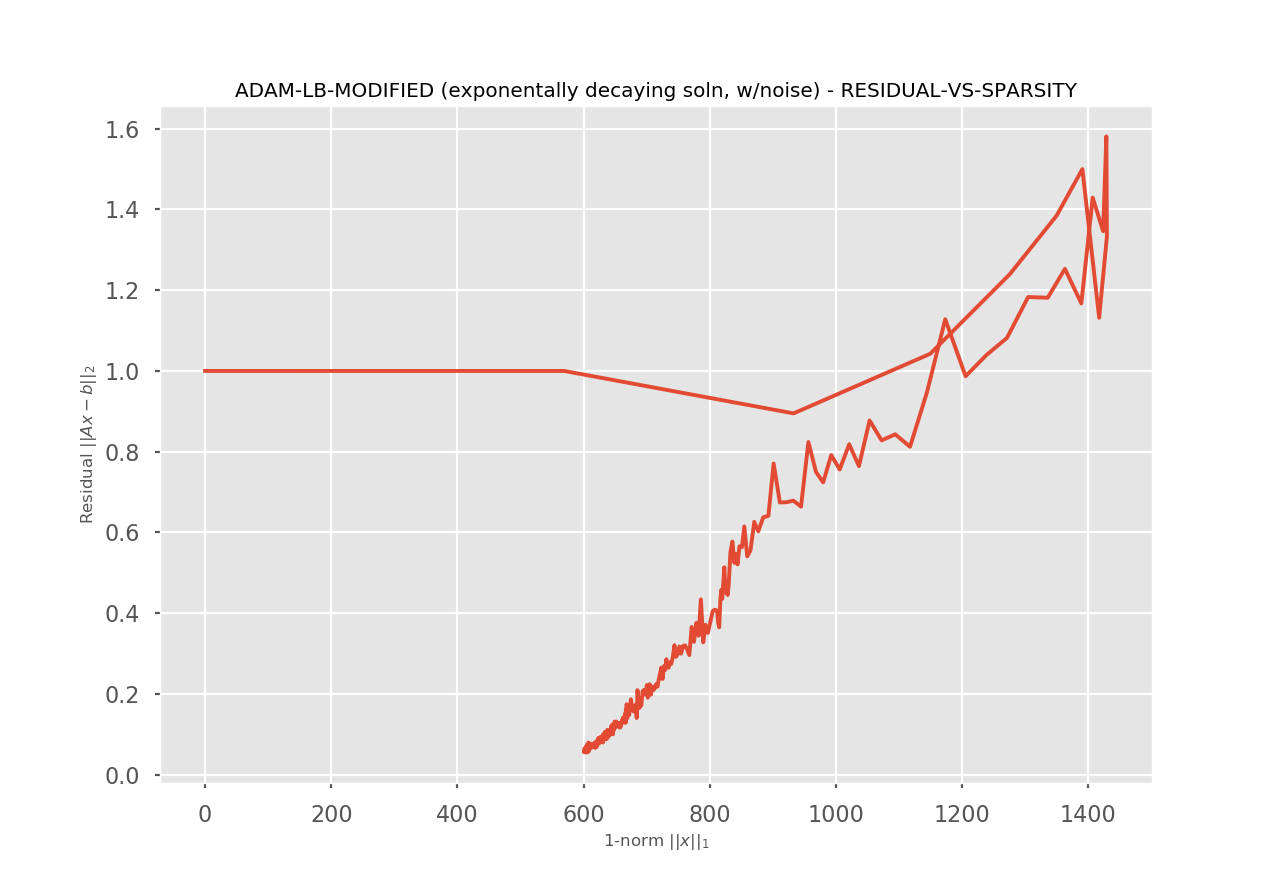 ADAM-LB-MODIFIED (exponentially decaying soln, w/noise) - RESIDUAL-VS-SPARSITY
1.6
1.4
1.2
1.0
0.8
0.6
0.4
0.2
0.0
Residual ||Ax − b||₂
0 200 400 600 800 1000 1200 1400
1-norm ||x||₁